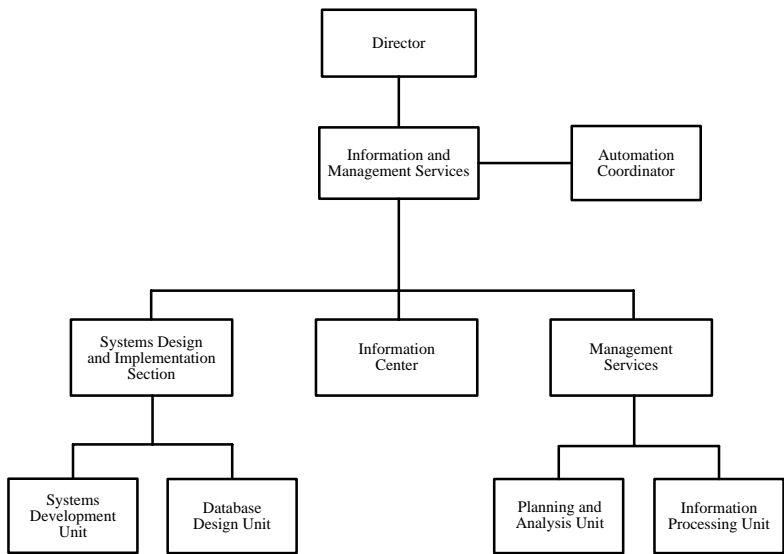 Director
Information and
Management Services
Automation
Coordinator
Systems Design
and Implementation
Section
Information
Center
Management
Services
Systems
Development Unit
Unit
Database
Design Unit
Planning and
Analysis Unit
Information
Processing Unit